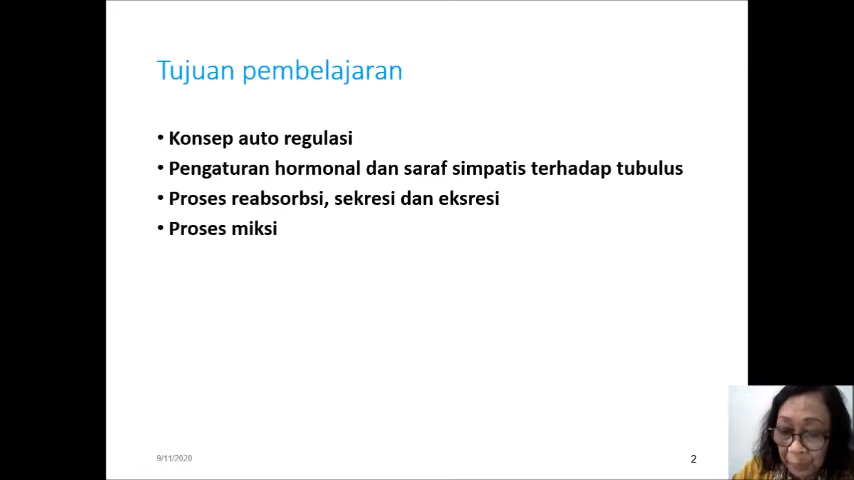 Tujuan pembelajaran
• Konsep auto regulasi
• Pengaturan hormonal dan saraf simpatis terhadap tubulus
• Proses reabsorbsi, sekresi dan eksresi
• Proses miksi
9/11/2020
2